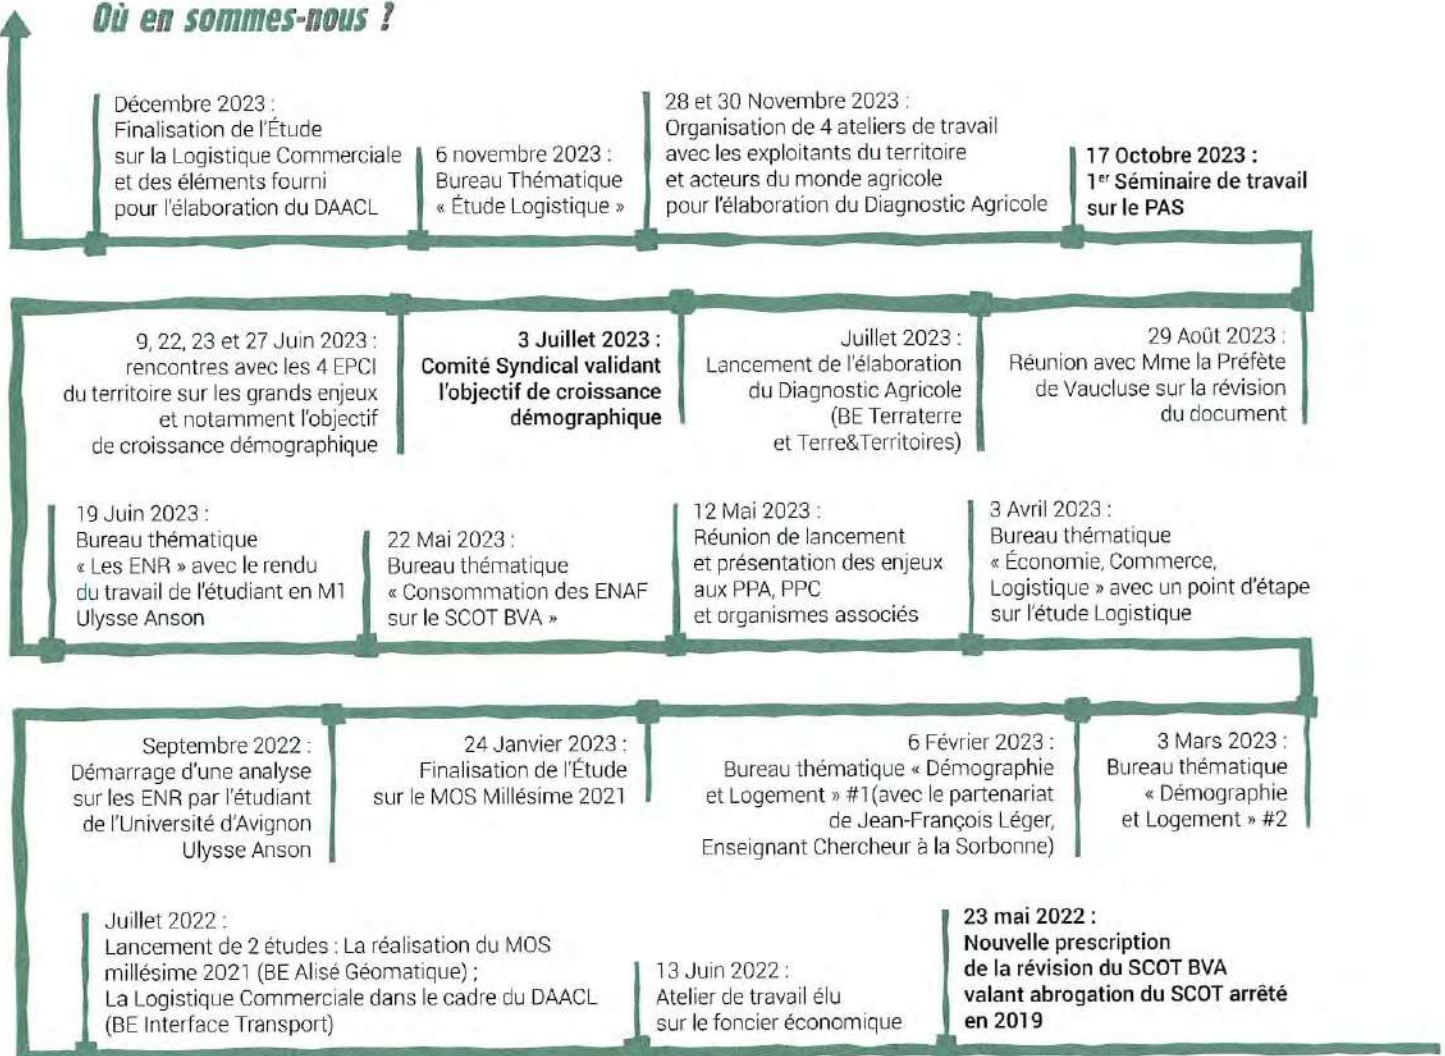 Où en sommes-nous ?
Décembre 2023 :
Finalisation de l'Étude
sur la Logistique Commerciale
et des éléments fourni
pour l'élaboration du DAACL
6 novembre 2023 :
Bureau Thématique
« Étude Logistique »
28 et 30 Novembre 2023 :
Organisation de 4 ateliers de travail
avec les exploitants du territoire
et acteurs du monde agricole
pour l'élaboration du Diagnostic Agricole
17 Octobre 2023 :
1er Séminaire de travail
sur le PAS
9, 22, 23 et 27 Juin 2023 :
rencontres avec les 4 EPCI
du territoire sur les grands enjeux
et notamment l'objectif
de croissance démographique
3 Juillet 2023 :
Comité Syndical validant
l'objectif de croissance
démographique
Juillet 2023 :
Lancement de l'élaboration
du Diagnostic Agricole
(BE Terraterre
et Terre&Territoires)
29 Août 2023 :
Réunion avec Mme la Préfète
de Vaucluse sur la révision
du document
19 Juin 2023 :
Bureau thématique
« Les ENR » avec le rendu
du travail de l'étudiant en M1
Ulysse Anson
22 Mai 2023 :
Bureau thématique
« Consommation des ENAF
sur le SCOT BVA »
12 Mai 2023 :
Réunion de lancement
et présentation des enjeux
aux PPA, PPC
et organismes associés
3 Avril 2023 :
Bureau thématique
« Économie, Commerce,
Logistique » avec un point d'étape
sur l'étude Logistique
Septembre 2022 :
Démarrage d'une analyse
sur les ENR par l'étudiant
de l'Université d'Avignon
Ulysse Anson
24 Janvier 2023 :
Finalisation de l'Étude
sur le MOS Millésime 2021
6 Février 2023 :
Bureau thématique « Démographie
et Logement » #1(avec le partenariat
de Jean-François Léger,
Enseignant Chercheur à la Sorbonne)
3 Mars 2023 :
Bureau thématique
« Démographie
et Logement » #2
Juillet 2022 :
Lancement de 2 études : La réalisation du MOS
millésime 2021 (BE Alisé Géomatique) ;
La Logistique Commerciale dans le cadre du DAACL
(BE Interface Transport)
13 Juin 2022 :
Atelier de travail élu
sur le foncier économique
23 mai 2022 :
Nouvelle prescription
de la révision du SCOT BVA
valant abrogation du SCOT arrêté
en 2019